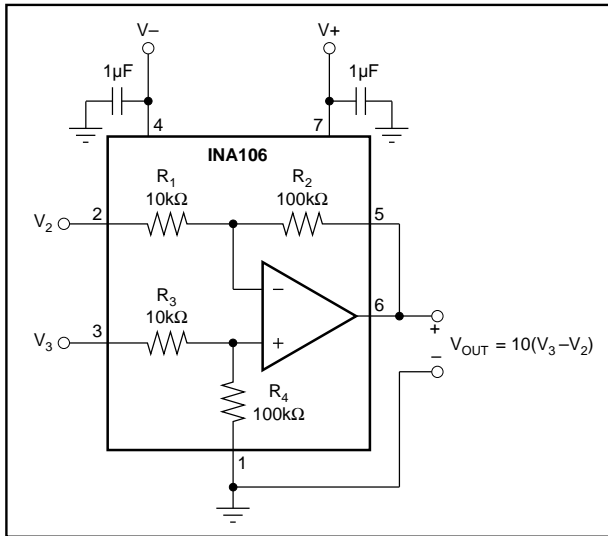 V– V+
1µF 1µF
4 7
INA106
R1 R2
10kΩ 100kΩ
2 5
V2
R3
10kΩ
–
6
3
V3
+
+
–
VOUT = 10(V3 –V2)
R4
100kΩ
1